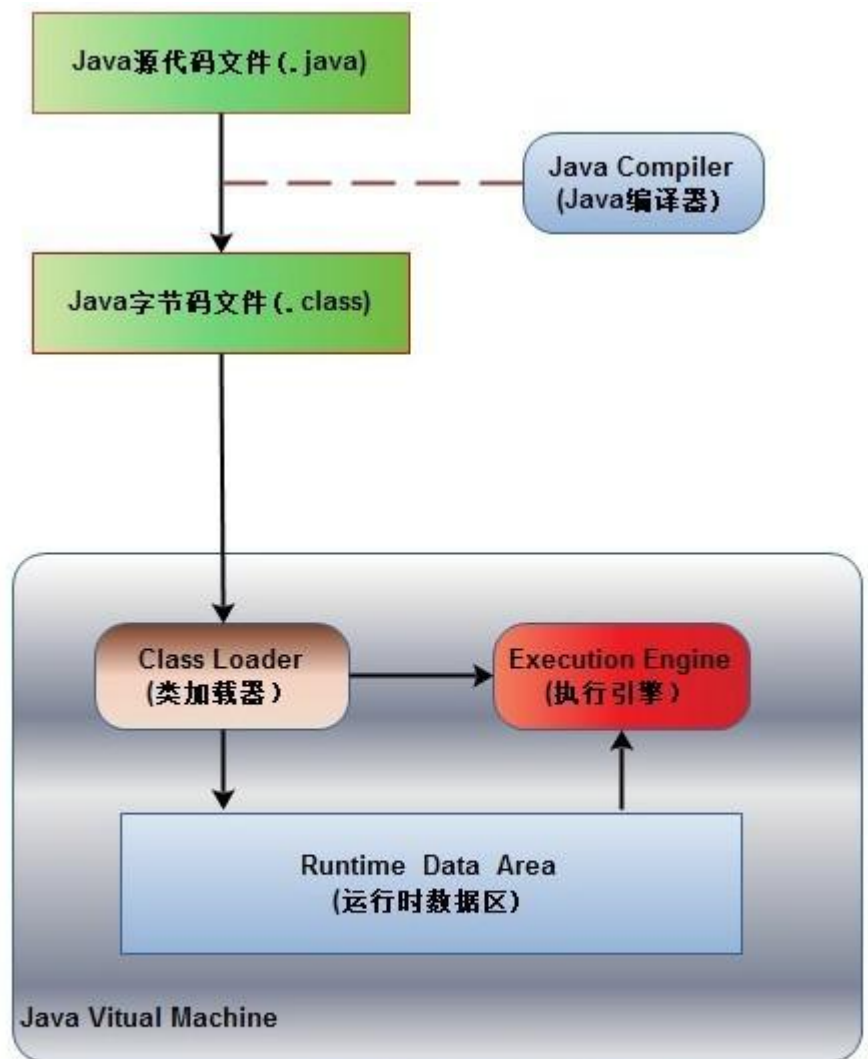 Java源代码文件(.java)
Java Compiler
(Java编译器)
Java字节码文件(.class)
Class Loader
(类加载器)
Execution Engine
(执行引擎)
Runtime Data Area
(运行时数据区)
Java Vitual Machine